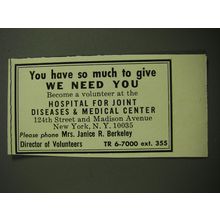 You have so much to give
WE NEED YOU
Become a volunteer at the
HOSPITAL FOR JOINT
DISEASES & MEDICAL CENTER
124th Street and Madison Avenue
New York, N. Y. 10035
Please phone Mrs. Janice R. Berkeley
Director of Volunteers TR 6-7000 ext. 355